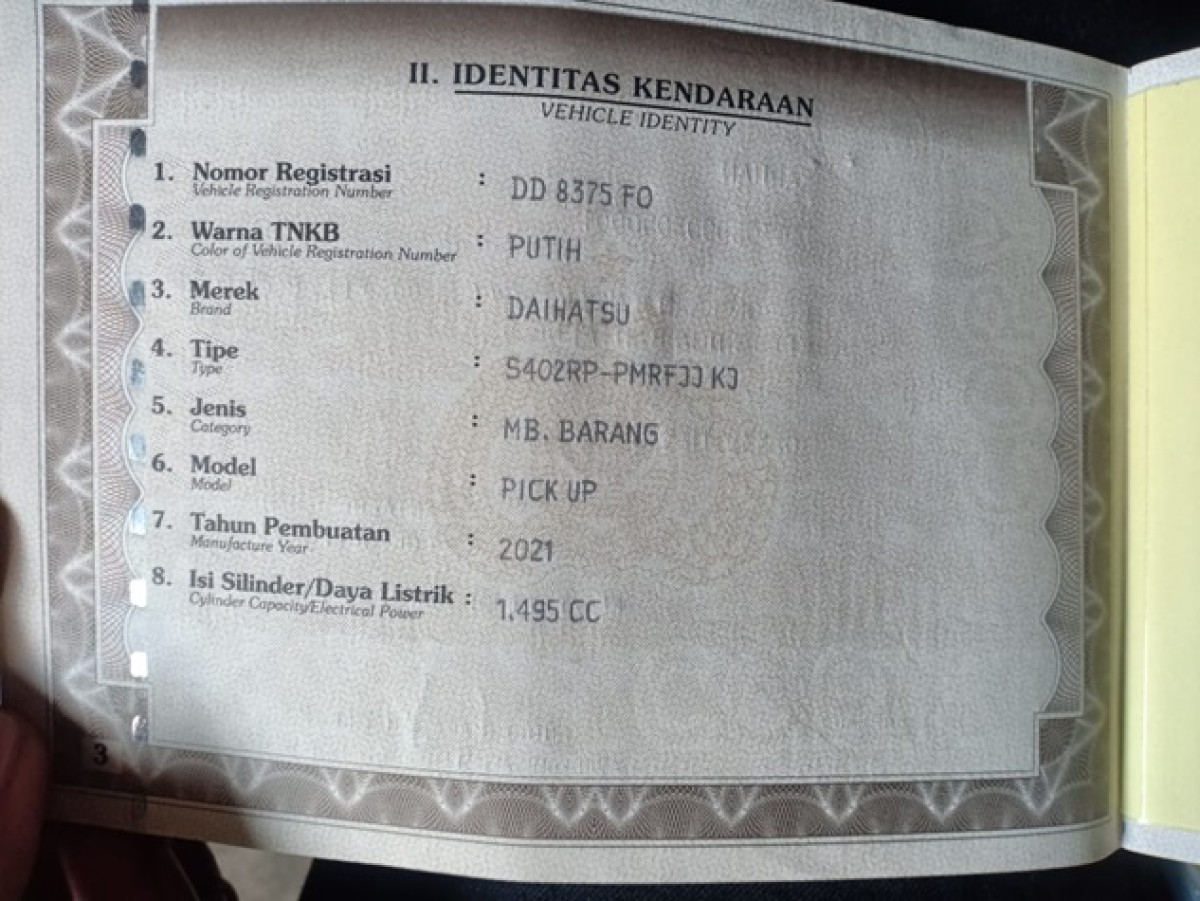 II. IDENTITAS KENDARAAN
VEHICLE IDENTITY
1. Nomor Registrasi : DD 8375 FO
Vehicle Registration Number
2. Warna TNKB : PUTIH
Color of Vehicle Registration Number
3. Merek : DAIHATSU
Brand
4. Tipe : S402RP-PMRFJJ KJ
Type
5. Jenis : MB. BARANG
Category
6. Model : PICK UP
Model
7. Tahun Pembuatan : 2021
Manufacture Year
8. Isi Silinder/Daya Listrik : 1.495 CC
Cylinder Capacity/Electrical Power
3